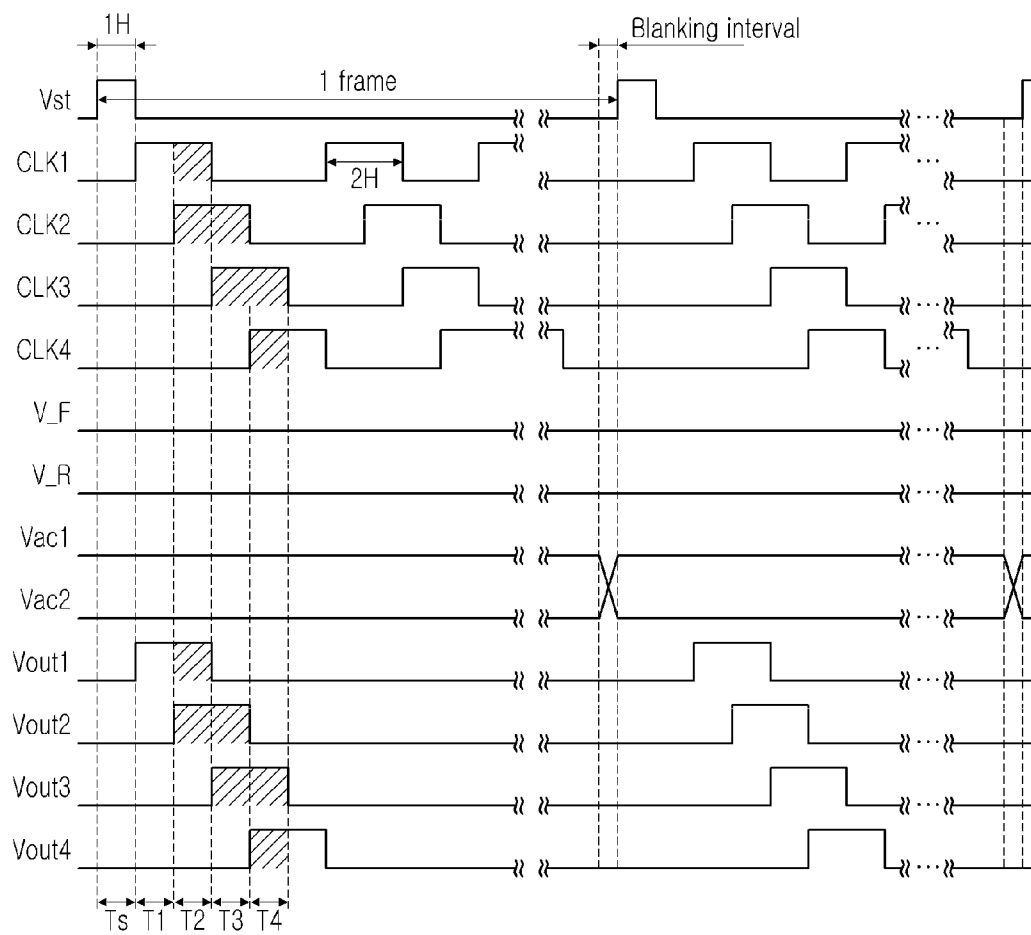 1H
Blanking interval
1 frame
Vst
CLK1
2H
CLK2
CLK3
CLK4
V_F
V_R
Vac1
Vac2
Vout1
Vout2
Vout3
Vout4
Ts T1 T2 T3 T4